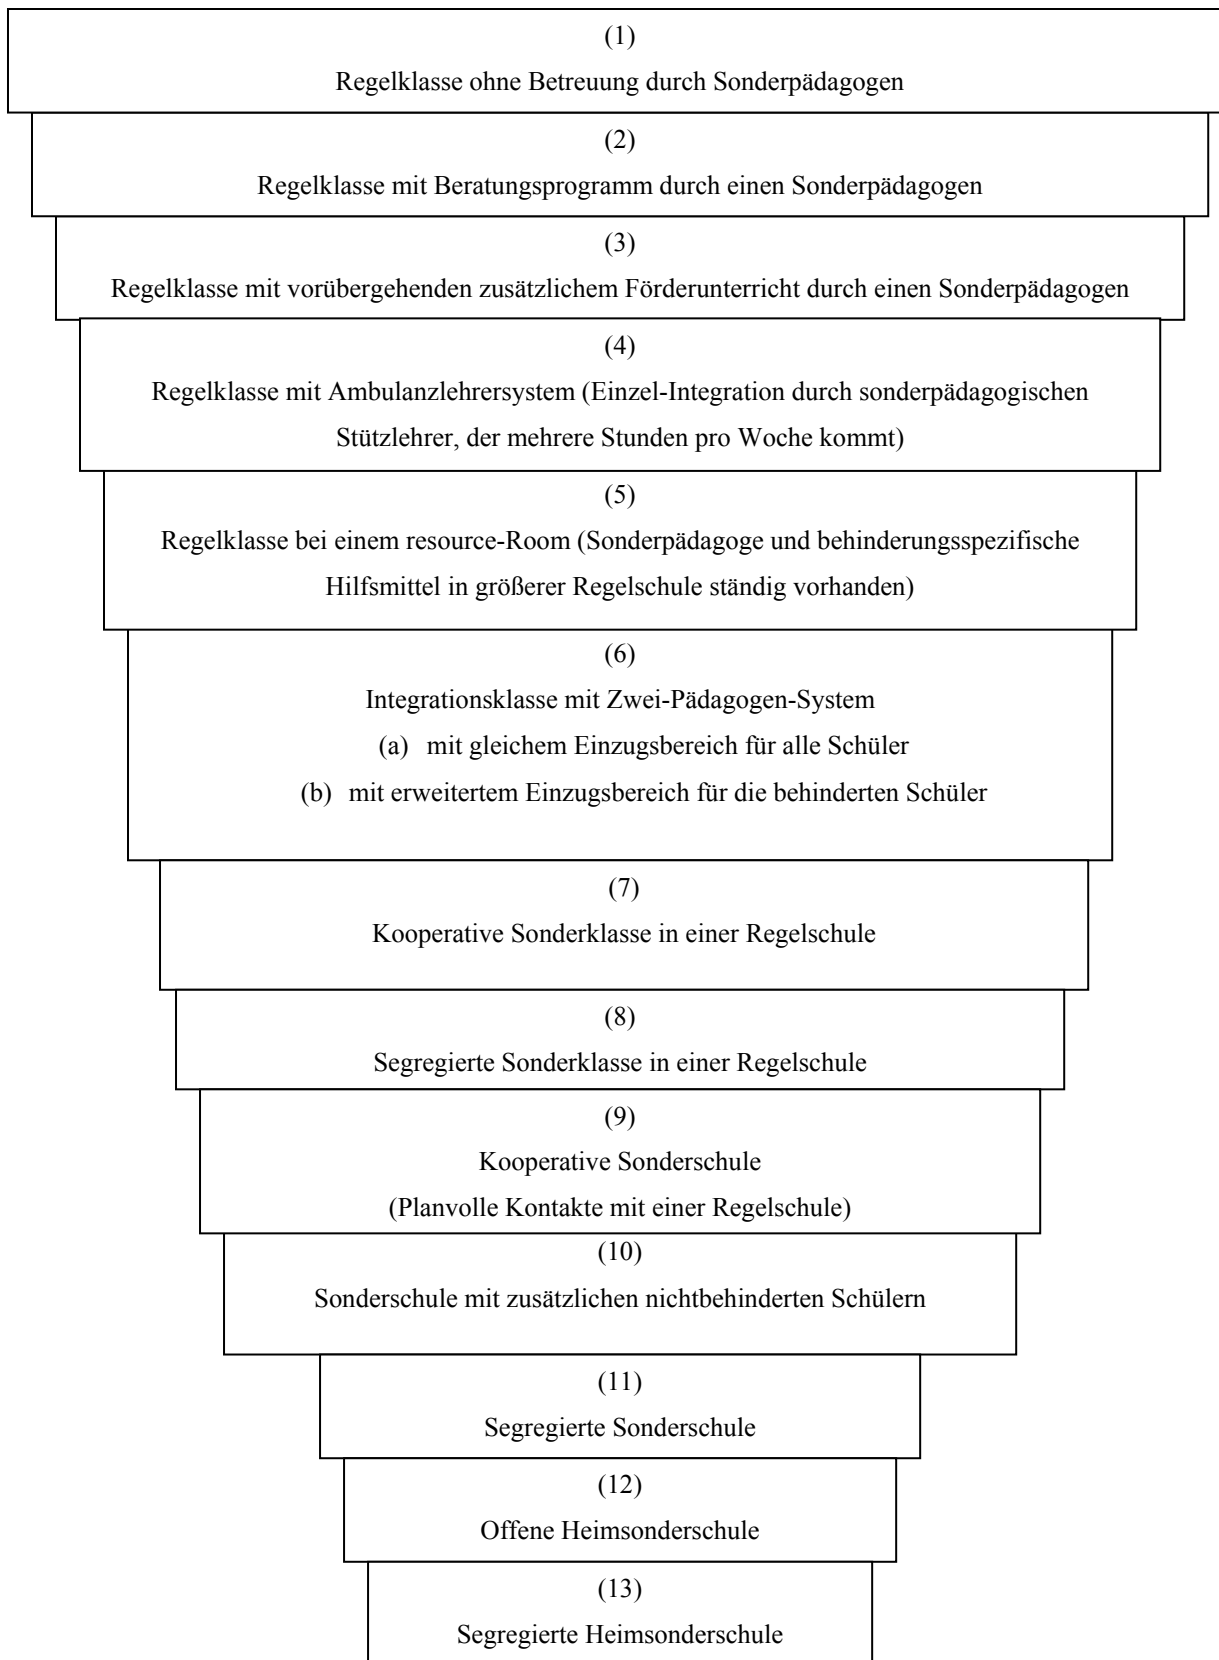 (1)
Regelklasse ohne Betreuung durch Sonderpädagogen
(2)
Regelklasse mit Beratungsprogramm durch einen Sonderpädagogen
(3)
Regelklasse mit vorübergehenden zusätzlichem Förderunterricht durch einen Sonderpädagogen
(4)
Regelklasse mit Ambulanzlehrersystem (Einzel-Integration durch sonderpädagogischen
Stützlehrer, der mehrere Stunden pro Woche kommt)
(5)
Regelklasse bei einem resource-Room (Sonderpädagoge und behinderungsspezifische
Hilfsmittel in größerer Regelschule ständig vorhanden)
(6)
Integrationsklasse mit Zwei-Pädagogen-System
(a) mit gleichem Einzugsbereich für alle Schüler
(b) mit erweitertem Einzugsbereich für die behinderten Schüler
(7)
Kooperative Sonderklasse in einer Regelschule
(8)
Segregierte Sonderklasse in einer Regelschule
(9)
Kooperative Sonderschule
(Planvolle Kontakte mit einer Regelschule)
(10)
Sonderschule mit zusätzlichen nichtbehinderten Schülern
(11)
Segregierte Sonderschule
(12)
Offene Heimsonderschule
(13)
Segregierte Heimsonderschule